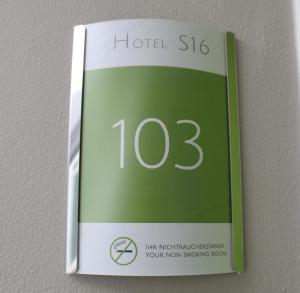 HOTEL S16
103
IHR NICHTRAUCHERZIMMER
YOUR NON SMOKING ROOM